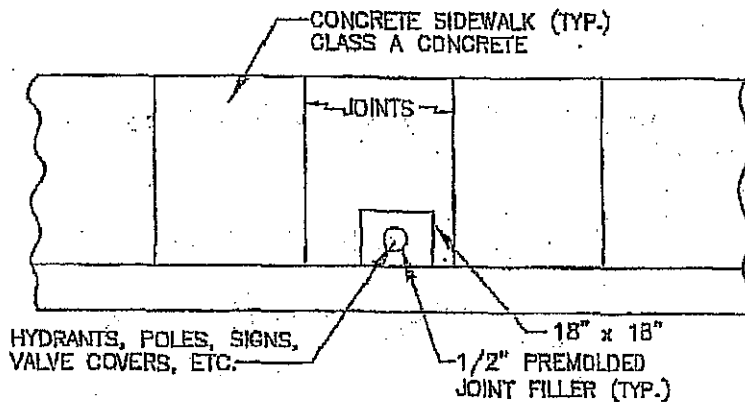 CONCRETE SIDEWALK (TYP.)
CLASS A CONCRETE
JOINTS
HYDRANTS, POLES, SIGNS,
VALVE COVERS, ETC.
18" x 18"
1/2" PREMOLDED
JOINT FILLER (TYP.)